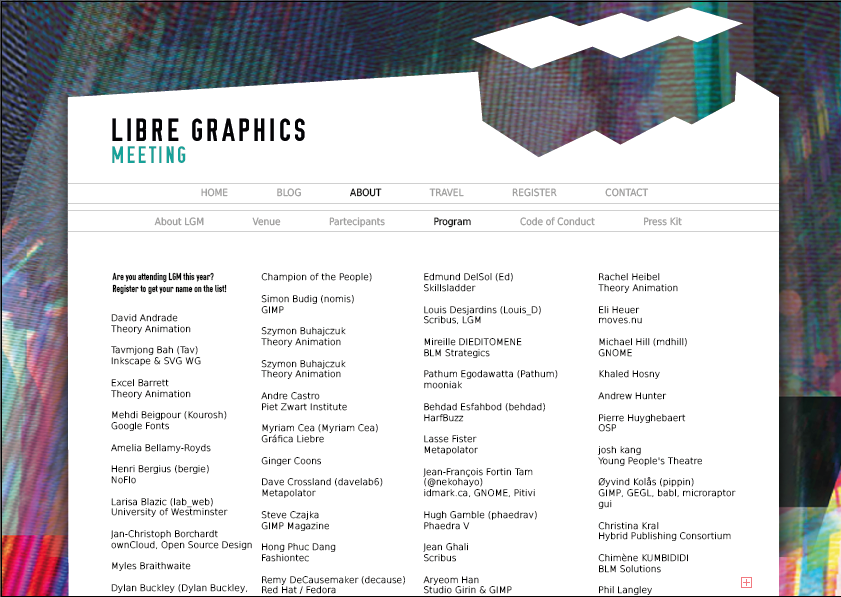 LIBRE GRAPHICS
MEETING
HOME BLOG ABOUT TRAVEL REGISTER CONTACT
About LGM Venue Partecipants Program Code of Conduct Press Kit
Are you attending LGM this year?
Register to get your name on the list!
David Andrade
Theory Animation
Tavmjong Bah (Tav)
Inkscape & SVG WG
Excel Barrett
Theory Animation
Mehdi Beigpour (Kourosh)
Google Fonts
Amelia Bellamy-Royds
Henri Bergius (bergie)
NoFlo
Larisa Blazic (lab_web)
University of Westminster
Jan-Christoph Borchardt
ownCloud, Open Source Design
Myles Braithwaite
Dylan Buckley (Dylan Buckley,
Champion of the People)
Simon Budig (nomis)
GIMP
Szymon Buhajczuk
Theory Animation
Szymon Buhajczuk
Theory Animation
Andre Castro
Piet Zwart Institute
Myriam Cea (Myriam Cea)
Gráfica Liebre
Ginger Coons
Dave Crossland (davelab6)
Metapolator
Steve Czajka
GIMP Magazine
Hong Phuc Dang
Fashiontec
Remy DeCausemaker (decause)
Red Hat / Fedora
Edmund DelSol (Ed)
Skillsladder
Louis Desjardins (Louis_D)
Scribus, LGM
Mireille DIEDITOMENE
BLM Strategics
Pathum Egodawatta (Pathum)
mooniak
Behdad Esfahbod (behdad)
HarfBuzz
Lasse Fister
Metapolator
Jean-François Fortin Tam
(@nekohayo)
idmark.ca, GNOME, Pitivi
Hugh Gamble (phaedrav)
Phaedra V
Jean Ghali
Scribus
Aryeom Han
Studio Girin & GIMP
Rachel Heibel
Theory Animation
Eli Heuer
moves.nu
Michael Hill (mdhill)
GNOME
Khaled Hosny
Andrew Hunter
Pierre Huyghebaert
OSP
josh kang
Young People's Theatre
Øyvind Kolås (pippin)
GIMP, GEGL, babl, microraptor
gui
Christina Kral
Hybrid Publishing Consortium
Chimène KUMBIDIDI
BLM Solutions
Phil Langley